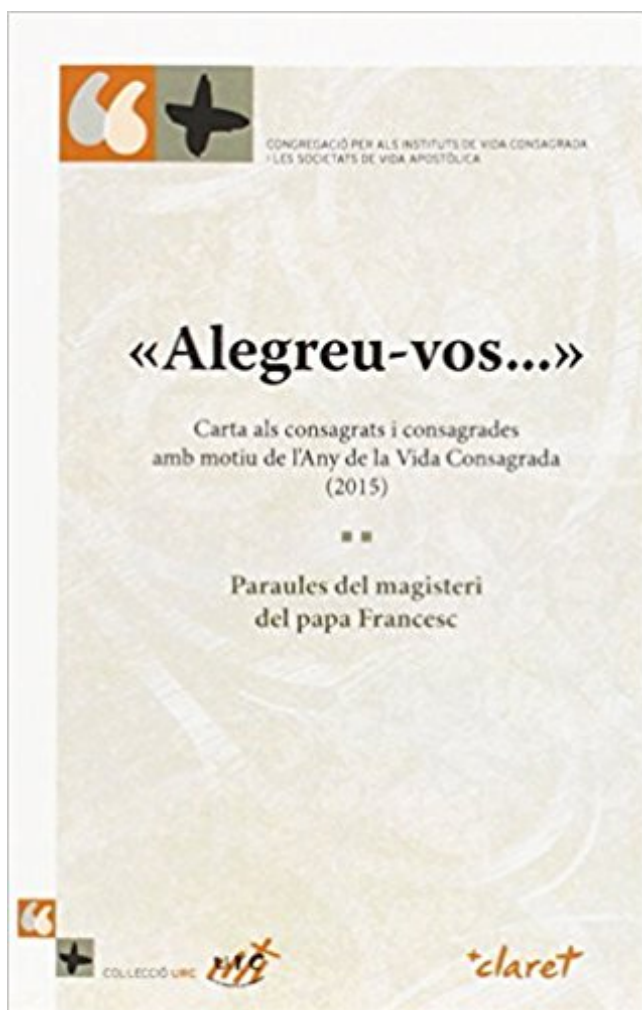 CONGREGACIÓ PER ALS INSTITUTS DE VIDA CONSAGRADA
I LES SOCIETATS DE VIDA APOSTÒLICA
«Alegreu-vos...»
Carta als consagrats i consagrades
amb motiu de l'Any de la Vida Consagrada
(2015)
Paraules del magisteri
del papa Francesc
COL·LECCIÓ URC
claret